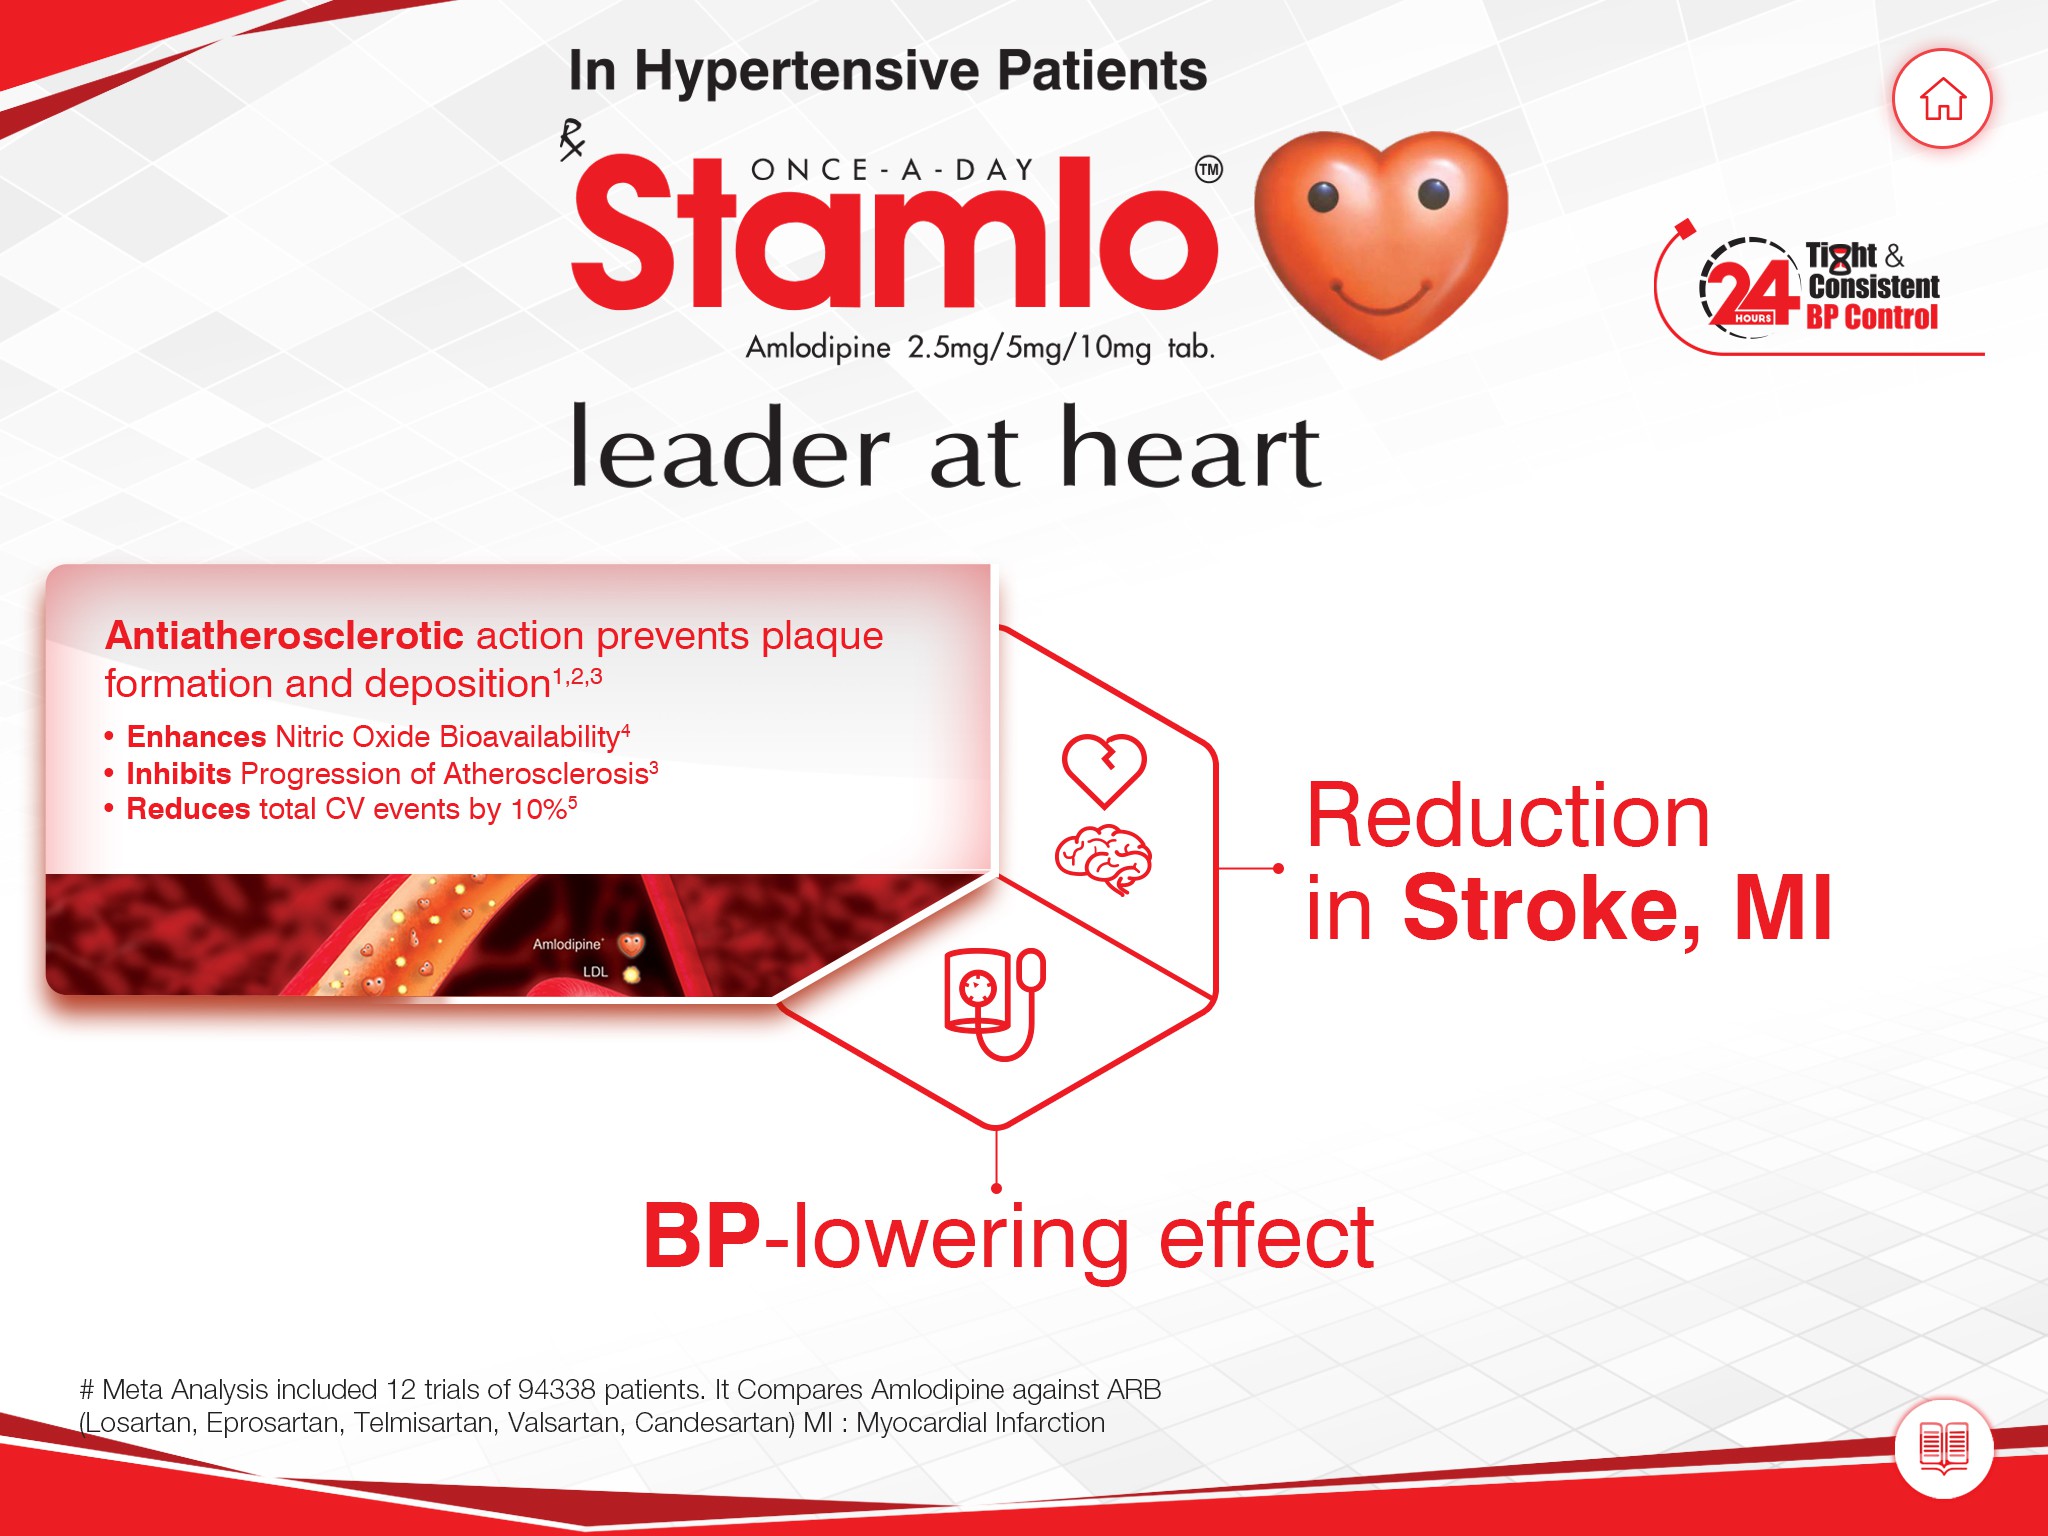 In Hypertensive Patients
℞
ONCE-A-DAY
Stamlo™
Amlodipine 2.5mg/5mg/10mg tab.
leader at heart
24 HOURS
Tight &
Consistent
BP Control
Antiatherosclerotic action prevents plaque
formation and deposition1,2,3
• Enhances Nitric Oxide Bioavailability4
• Inhibits Progression of Atherosclerosis3
• Reduces total CV events by 10%5
Amlodipine*
LDL
Reduction
in Stroke, MI
BP-lowering effect
# Meta Analysis included 12 trials of 94338 patients. It Compares Amlodipine against ARB
(Losartan, Eprosartan, Telmisartan, Valsartan, Candesartan) MI : Myocardial Infarction